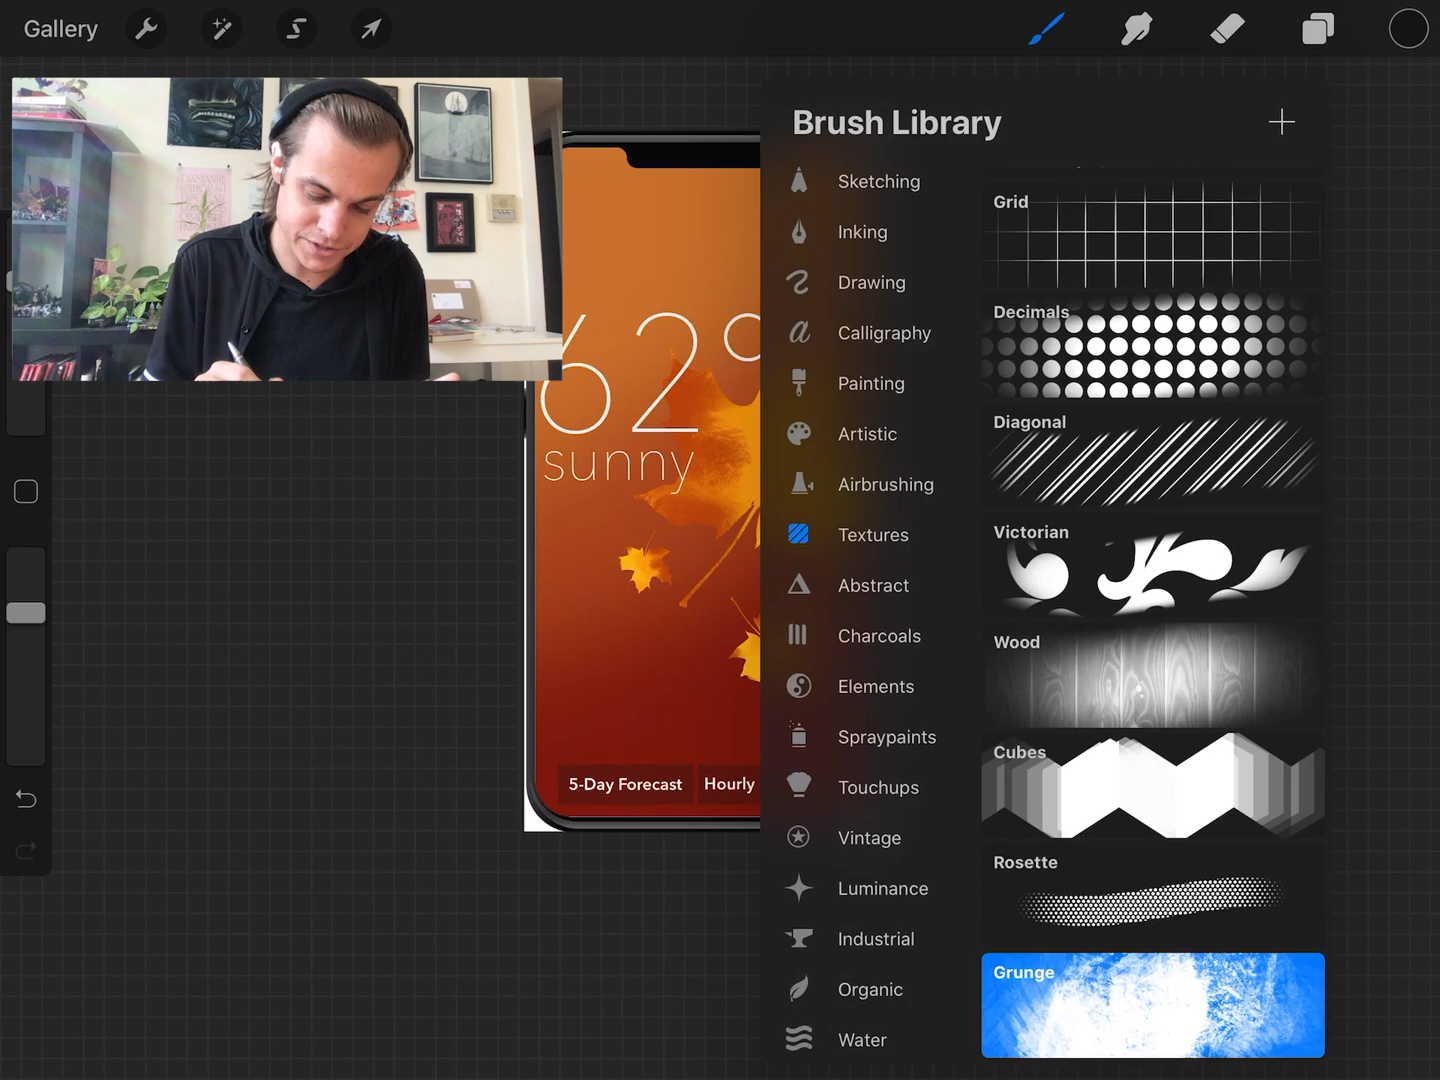 Gallery
Brush Library
Sketching
Inking
Drawing
Calligraphy
Painting
Artistic
Airbrushing
Textures
Abstract
Charcoals
Elements
Spraypaints
Touchups
Vintage
Luminance
Industrial
Organic
Water
Grid
Decimals
Diagonal
Victorian
Wood
Cubes
Rosette
Grunge
62°
sunny
5-Day Forecast
Hourly